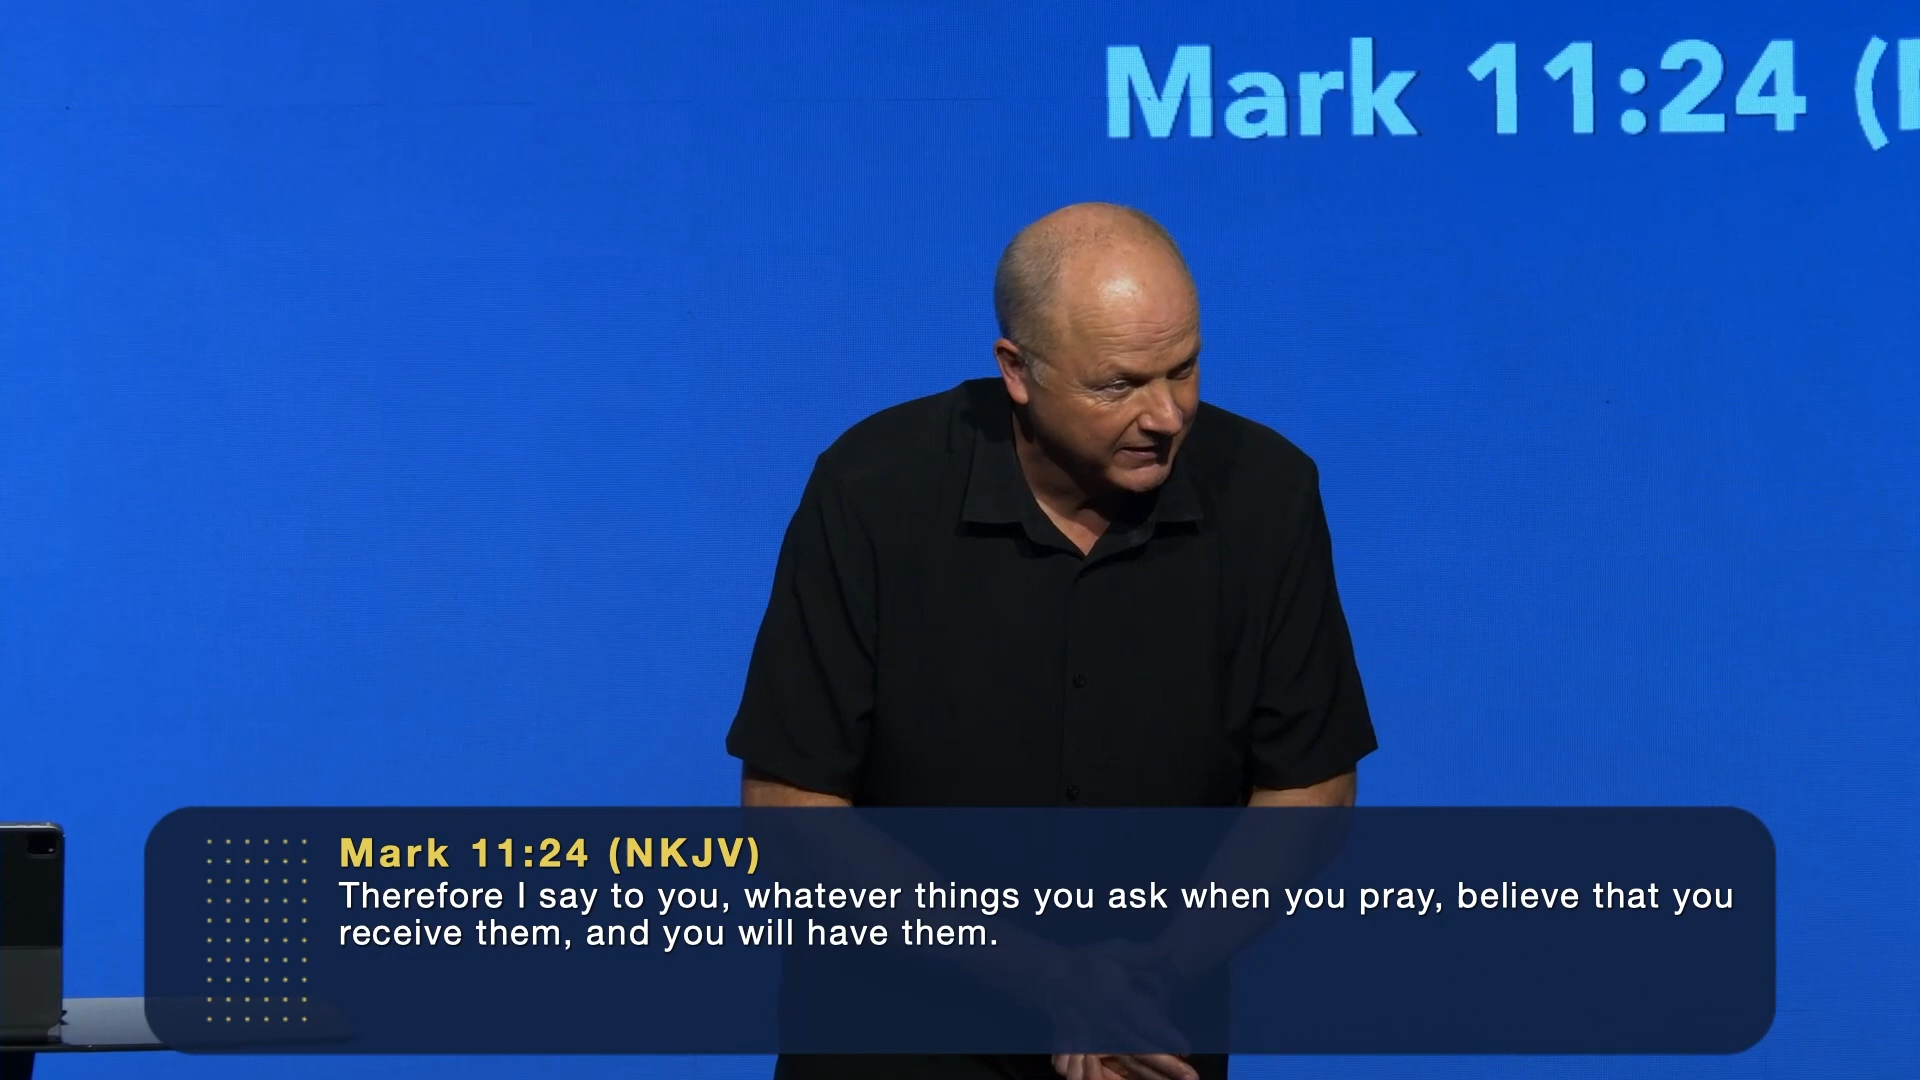 Mark 11:24 (
Mark 11:24 (NKJV)
Therefore I say to you, whatever things you ask when you pray, believe that you
receive them, and you will have them.